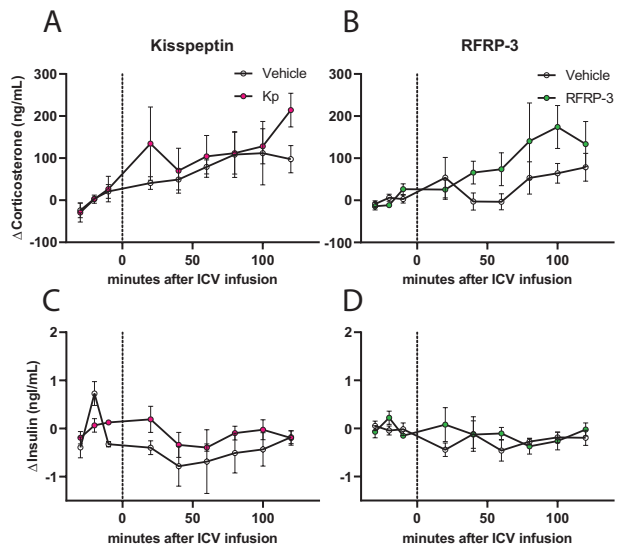 A
B
Kisspeptin
RFRP-3
Vehicle
Kp
Vehicle
RFRP-3
Δ Corticosterone (ng/mL)
300
200
100
0
-100
300
200
100
0
-100
0
50
100
0
50
100
minutes after ICV infusion
minutes after ICV infusion
C
D
Δ Insulin (ngl/mL)
2
1
0
-1
2
1
0
-1
0
50
100
0
50
100
minutes after ICV infusion
minutes after ICV infusion